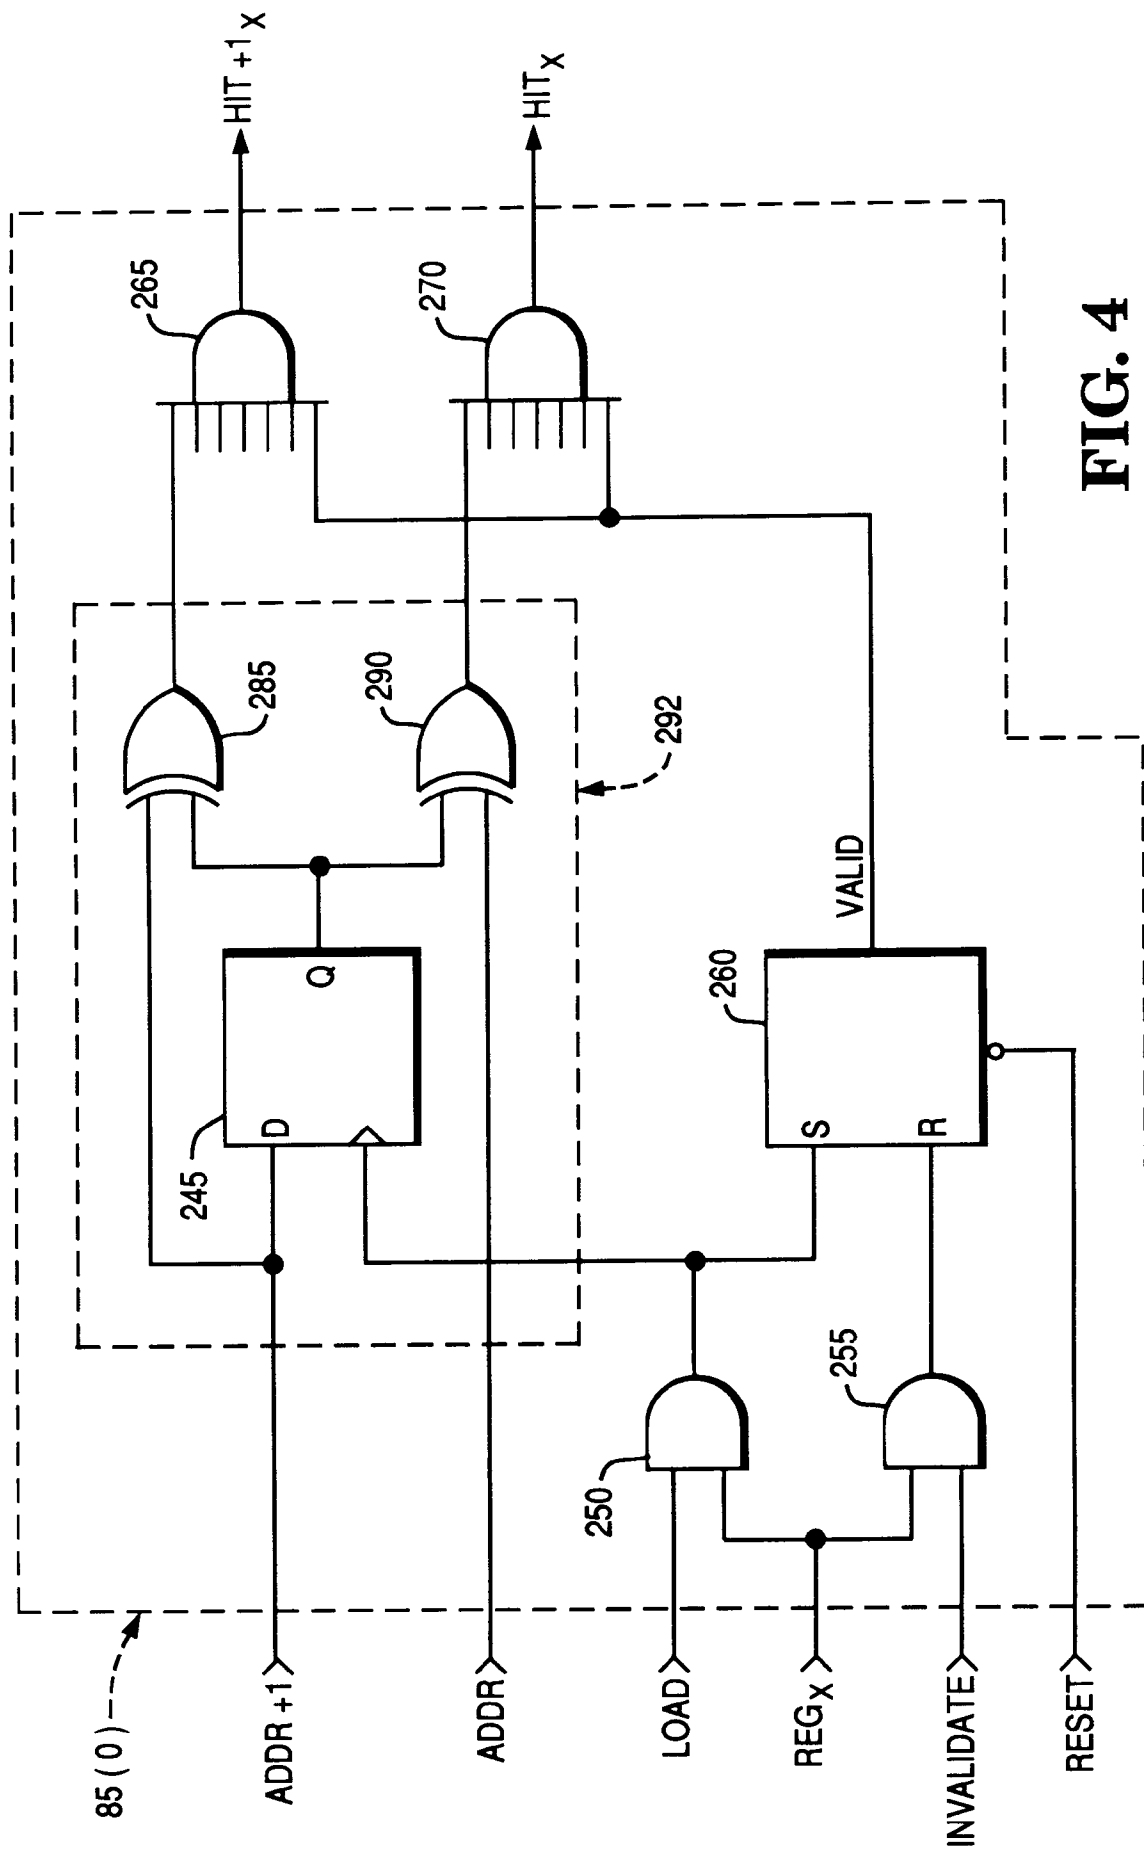 85 ( 0 )
ADDR +1
ADDR
LOAD
REGX
INVALIDATE
RESET
245
D
Q
250
255
260
S
R
VALID
285
290
292
265
270
HIT +1X
HITX
FIG. 4